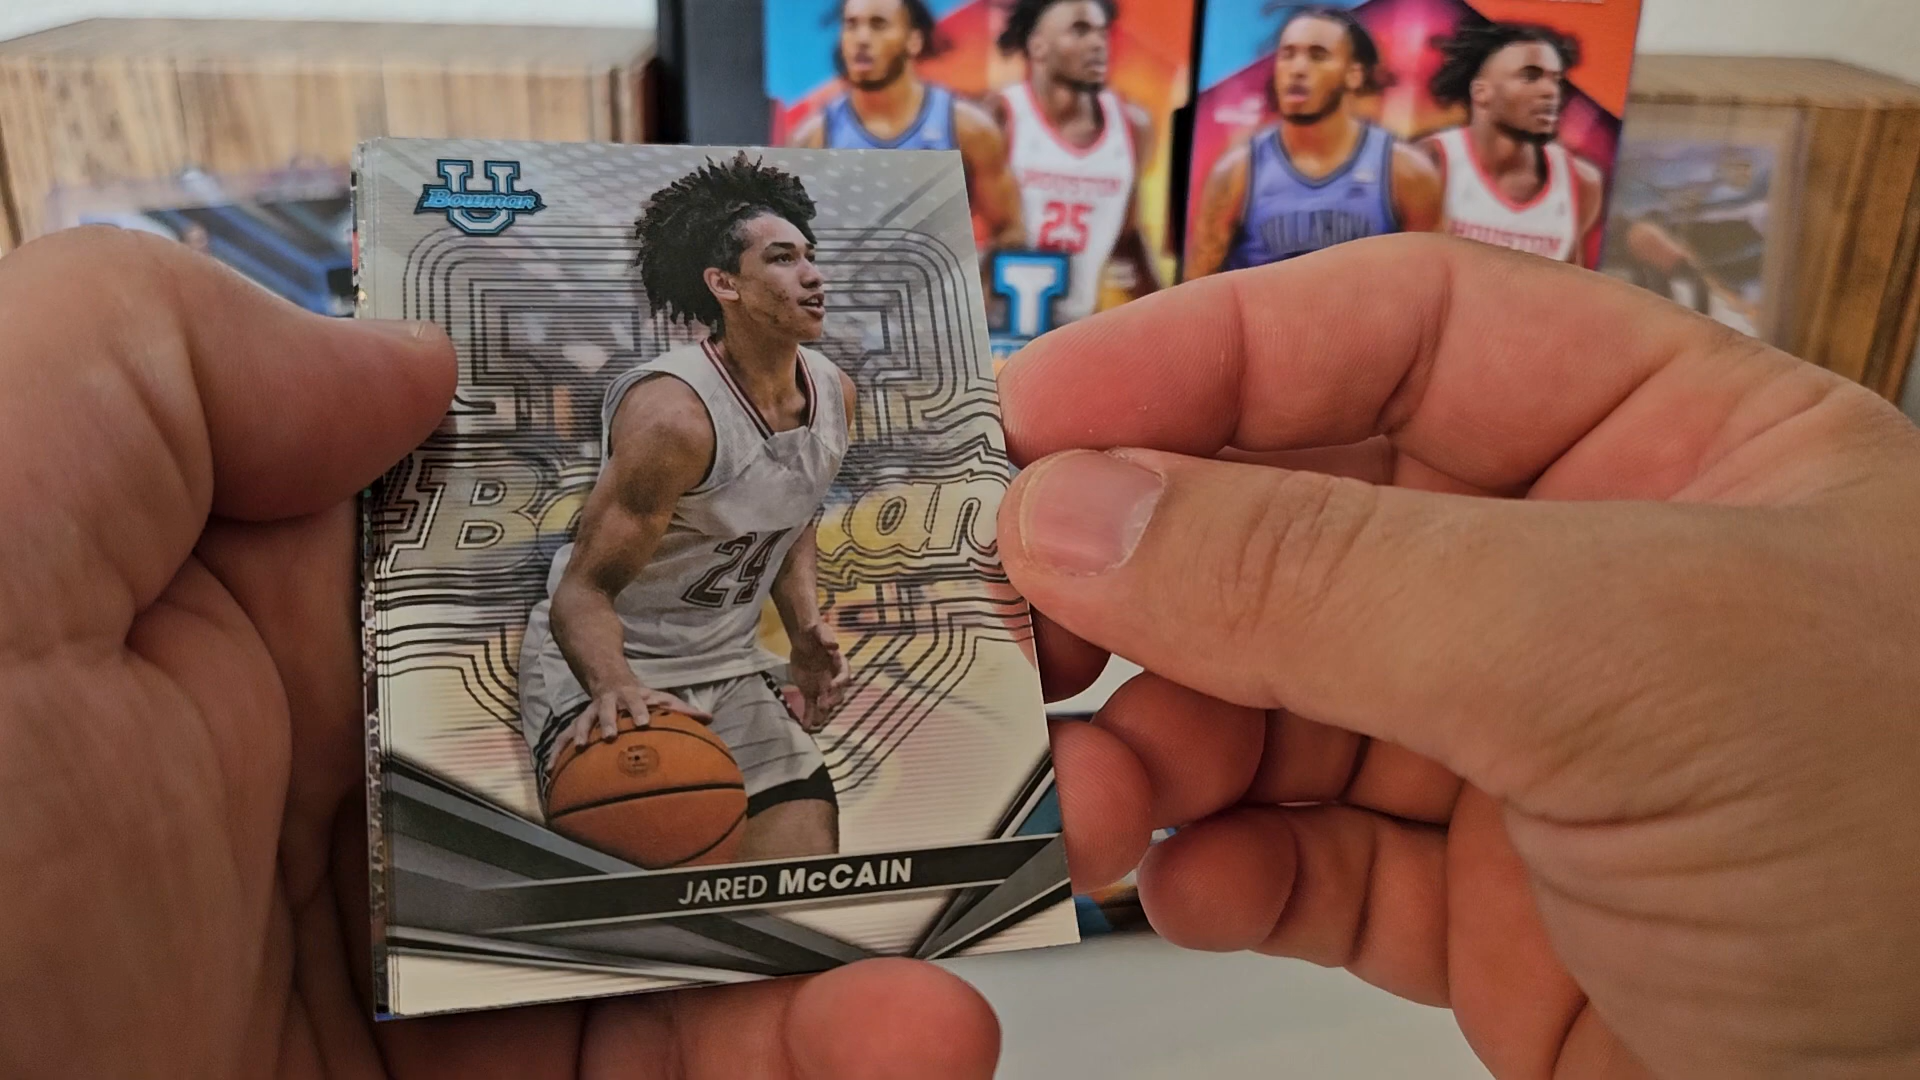 HOUSTON
25
VILLANOVA
HOUSTON
U
Bowman
Bowman
24
JARED McCAIN